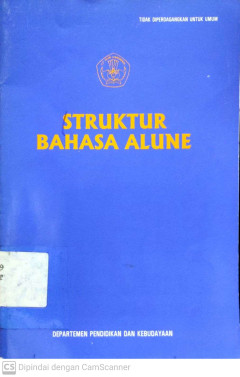 TIDAK DIPERDAGANGKAN UNTUK UMUM
STRUKTUR
BAHASA ALUNE
DEPARTEMEN PENDIDIKAN DAN KEBUDAYAAN
CS Dipindai dengan CamScanner